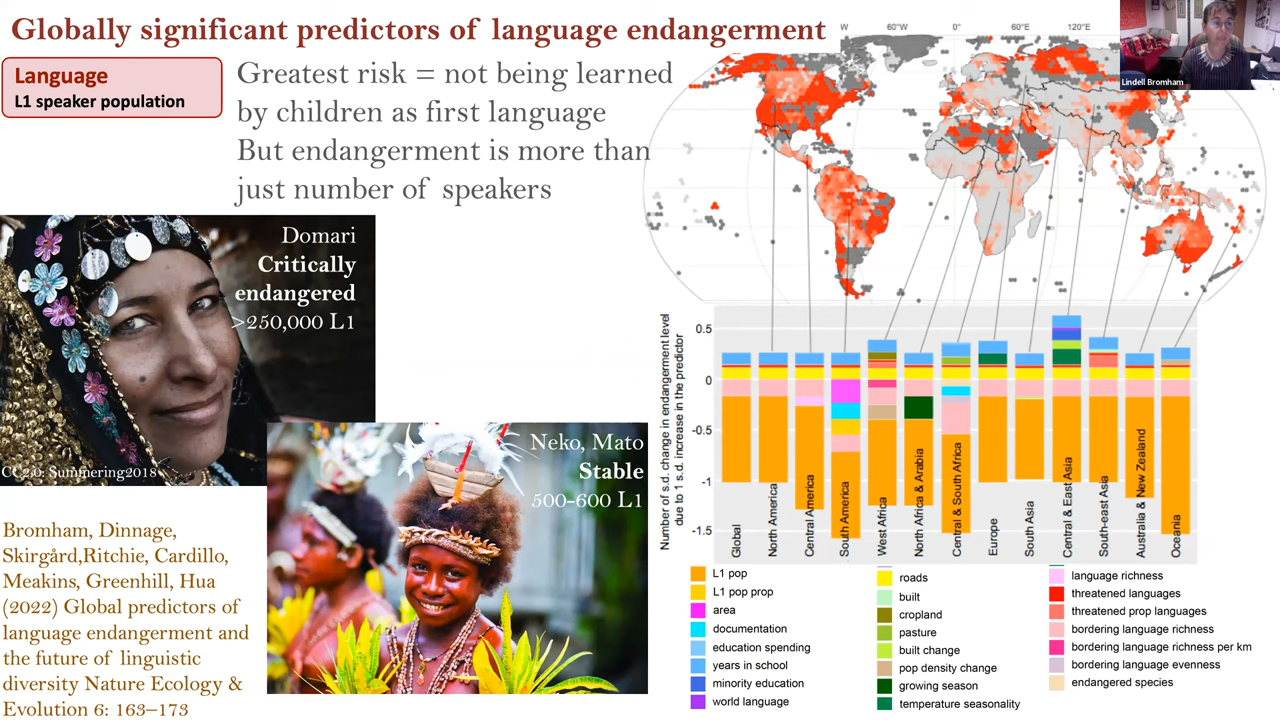 Globally significant predictors of language endangerment
Language
L1 speaker population
Greatest risk = not being learned
by children as first language
But endangerment is more than
just number of speakers
W 60°W 0° 60°E 120°E
Lindell Bromham
Domari
Critically
endangered
>250,000 L1
CC2.0: Summering2018
Neko, Mato
Stable
500-600 L1
Bromham, Dinnage,
Skirgård,Ritchie, Cardillo,
Meakins, Greenhill, Hua
(2022) Global predictors of
language endangerment and
the future of linguistic
diversity Nature Ecology &
Evolution 6: 163–173
Number of s.d. change in endangerment level
due to 1 s.d. increase in the predictor
0.5
0
-0.5
-1
-1.5
Global
North America
Central America
South America
West Africa
North Africa & Arabia
Central & South Africa
Europe
South Asia
Central & East Asia
South-east Asia
Australia & New Zealand
Oceania
L1 pop
L1 pop prop
area
documentation
education spending
years in school
minority education
world language
roads
built
cropland
pasture
built change
pop density change
growing season
temperature seasonality
language richness
threatened languages
threatened prop languages
bordering language richness
bordering language richness per km
bordering language evenness
endangered species